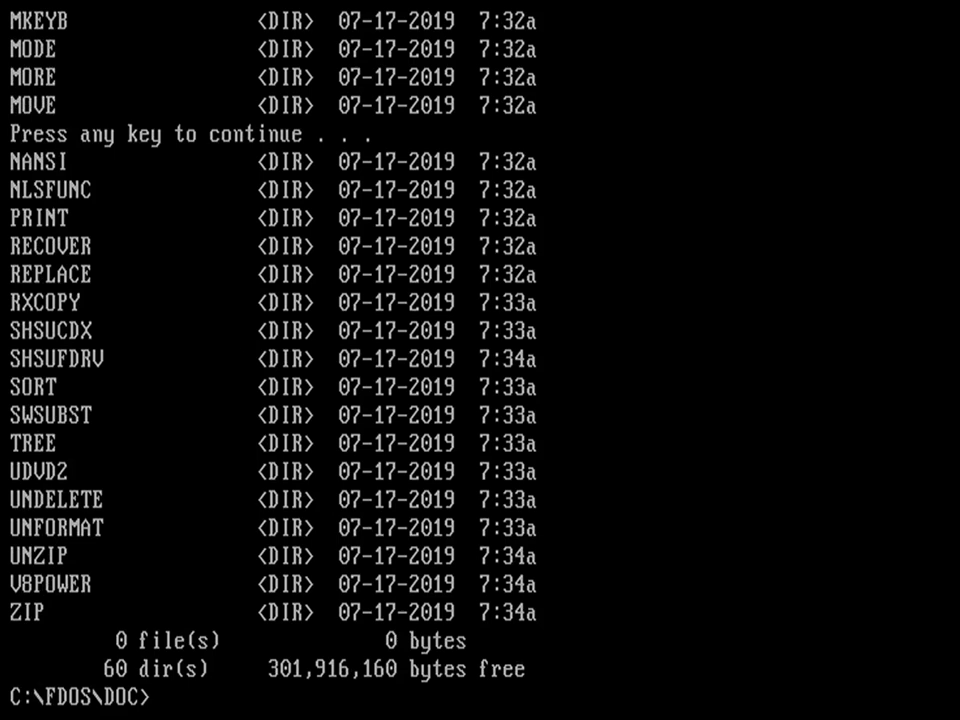 MKEYB <DIR> 07-17-2019 7:32a
MODE <DIR> 07-17-2019 7:32a
MORE <DIR> 07-17-2019 7:32a
MOVE <DIR> 07-17-2019 7:32a
Press any key to continue . . .
NANSI <DIR> 07-17-2019 7:32a
NLSFUNC <DIR> 07-17-2019 7:32a
PRINT <DIR> 07-17-2019 7:32a
RECOVER <DIR> 07-17-2019 7:32a
REPLACE <DIR> 07-17-2019 7:32a
RXCOPY <DIR> 07-17-2019 7:33a
SHSUCDX <DIR> 07-17-2019 7:33a
SHSUFDRV <DIR> 07-17-2019 7:34a
SORT <DIR> 07-17-2019 7:33a
SWSUBST <DIR> 07-17-2019 7:33a
TREE <DIR> 07-17-2019 7:33a
UDVD2 <DIR> 07-17-2019 7:33a
UNDELETE <DIR> 07-17-2019 7:33a
UNFORMAT <DIR> 07-17-2019 7:33a
UNZIP <DIR> 07-17-2019 7:34a
V8POWER <DIR> 07-17-2019 7:34a
ZIP <DIR> 07-17-2019 7:34a
0 file(s) 0 bytes
60 dir(s) 301,916,160 bytes free
C:\FDOS\DOC>